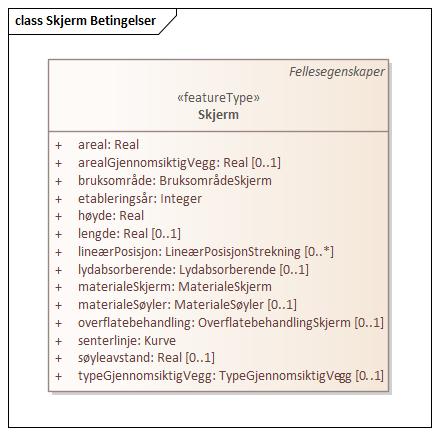 class Skjerm Betingelser
Fellesegenskaper
«featureType»
Skjerm
+ areal: Real
+ arealGjennomsiktigVegg: Real [0..1]
+ bruksområde: BruksområdeSkjerm
+ etableringsår: Integer
+ høyde: Real
+ lengde: Real [0..1]
+ lineærPosisjon: LineærPosisjonStrekning [0..*]
+ lydabsorberende: Lydabsorberende [0..1]
+ materialeSkjerm: MaterialeSkjerm
+ materialeSøyler: MaterialeSøyler [0..1]
+ overflatebehandling: OverflatebehandlingSkjerm [0..1]
+ senterlinje: Kurve
+ søyleavstand: Real [0..1]
+ typeGjennomsiktigVegg: TypeGjennomsiktigVegg [0..1]